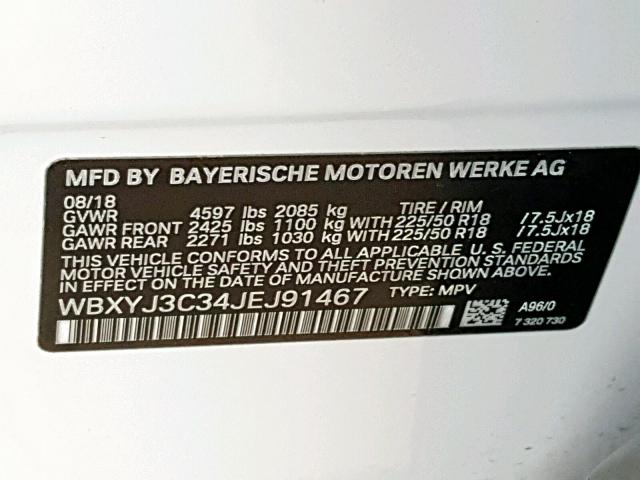 MFD BY BAYERISCHE MOTOREN WERKE AG
08/18
GVWR 4597 lbs 2085 kg TIRE / RIM
GAWR FRONT 2425 lbs 1100 kg WITH 225/50 R18 /7.5Jx18
GAWR REAR 2271 lbs 1030 kg WITH 225/50 R18 /7.5Jx18
THIS VEHICLE CONFORMS TO ALL APPLICABLE U. S. FEDERAL
MOTOR VEHICLE SAFETY, BUMPER, AND THEFT PREVENTION STANDARDS
IN EFFECT ON THE DATE OF MANUFACTURE SHOWN ABOVE.
WBXYJ3C34JEJ91467 TYPE: MPV
A96/0
7 320 730